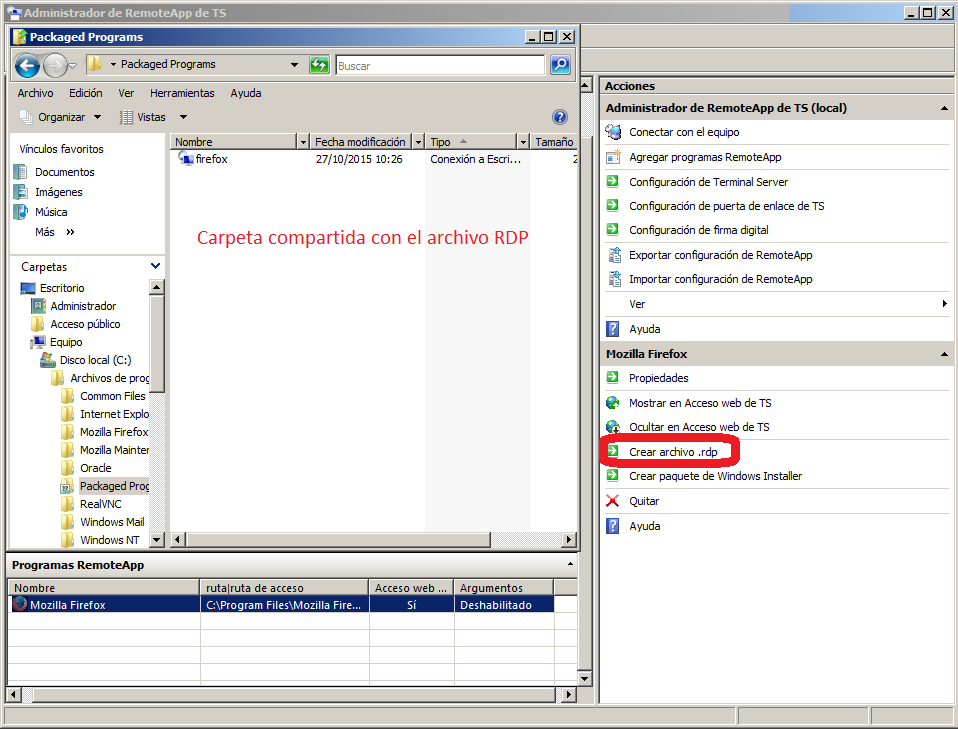 Administrador de RemoteApp de TS
Packaged Programs
Packaged Programs
Buscar
Archivo Edición Ver Herramientas Ayuda
Organizar Vistas
Vínculos favoritos
Documentos
Imágenes
Música
Más »
Carpetas
Escritorio
Administrador
Acceso público
Equipo
Disco local (C:)
Archivos de prog
Common Files
Internet Explo
Mozilla Firefox
Mozilla Mainter
Oracle
Packaged Prog
RealVNC
Windows Mail
Windows NT
Nombre Fecha modificación Tipo Tamaño
firefox 27/10/2015 10:26 Conexión a Escri... 2
Carpeta compartida con el archivo RDP
Programas RemoteApp
Nombre ruta|ruta de acceso Acceso web ... Argumentos
Mozilla Firefox C:\Program Files\Mozilla Fire... Sí Deshabilitado
Acciones
Administrador de RemoteApp de TS (local)
Conectar con el equipo
Agregar programas RemoteApp
Configuración de Terminal Server
Configuración de puerta de enlace de TS
Configuración de firma digital
Exportar configuración de RemoteApp
Importar configuración de RemoteApp
Ver
Ayuda
Mozilla Firefox
Propiedades
Mostrar en Acceso web de TS
Ocultar en Acceso web de TS
Crear archivo .rdp
Crear paquete de Windows Installer
Quitar
Ayuda